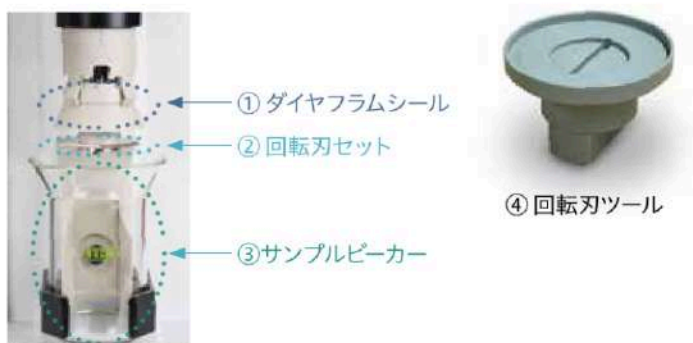 ① ダイヤフラムシール
② 回転刃セット
③サンプルビーカー
④ 回転刃ツール